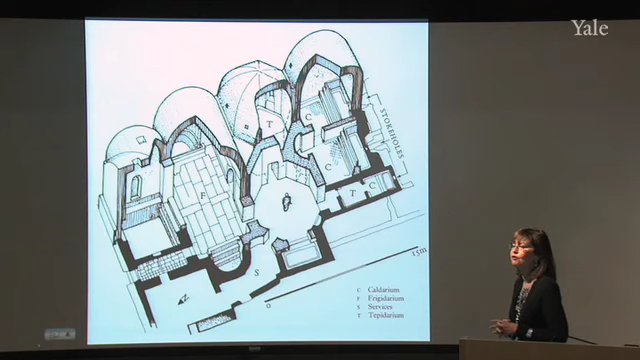 Yale
T
C
C
F
T C
STOKEHOLES
S
0
15m
C Caldarium
F Frigidarium
S Services
T Tepidarium